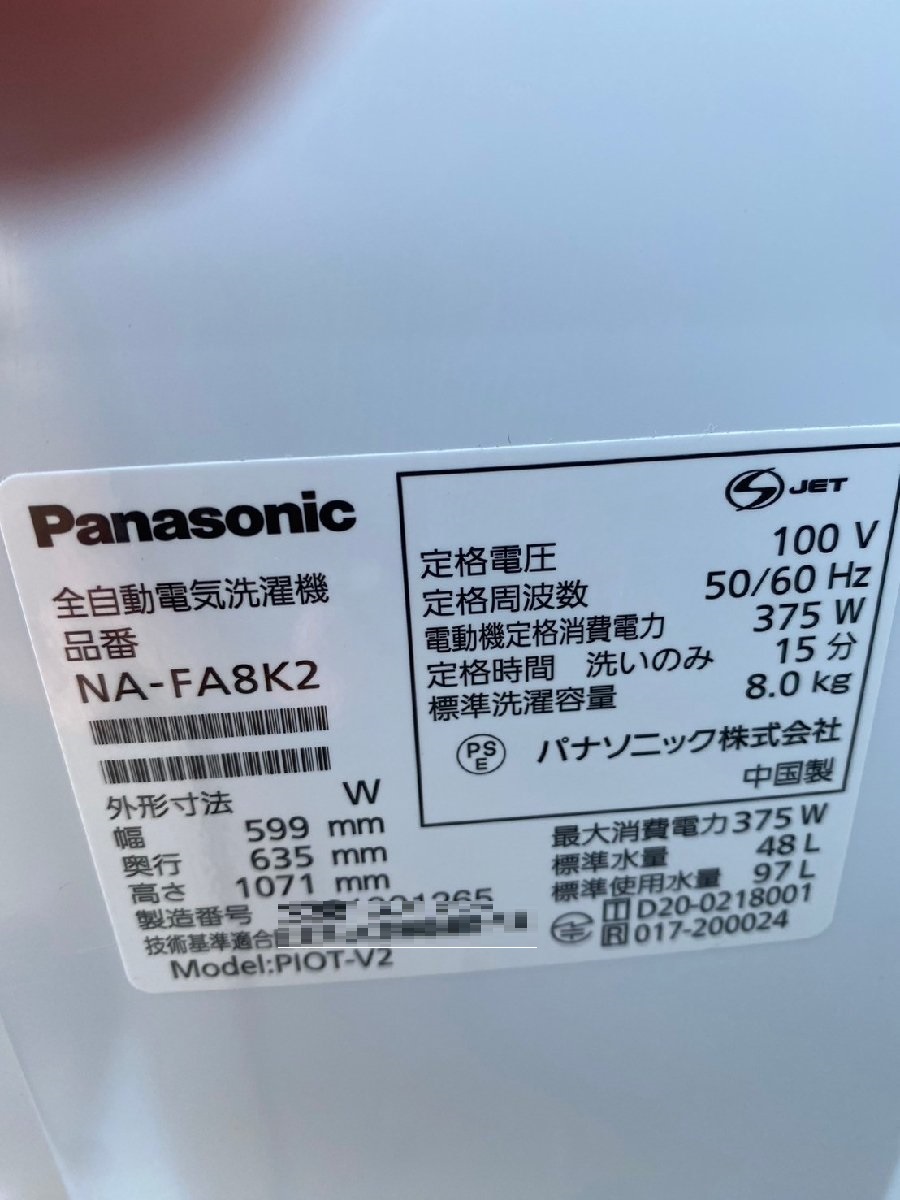 Panasonic
全自動電気洗濯機
品番
NA-FA8K2
外形寸法 W
幅 599 mm
奥行 635 mm
高さ 1071 mm
製造番号
技術基準適合
Model:PIOT-V2
JET
定格電圧 100 V
定格周波数 50/60 Hz
電動機定格消費電力 375 W
定格時間 洗いのみ 15 分
標準洗濯容量 8.0 kg
PS
E
パナソニック株式会社
中国製
最大消費電力 375 W
標準水量 48 L
標準使用水量 97 L
T D20-0218001
R 017-200024